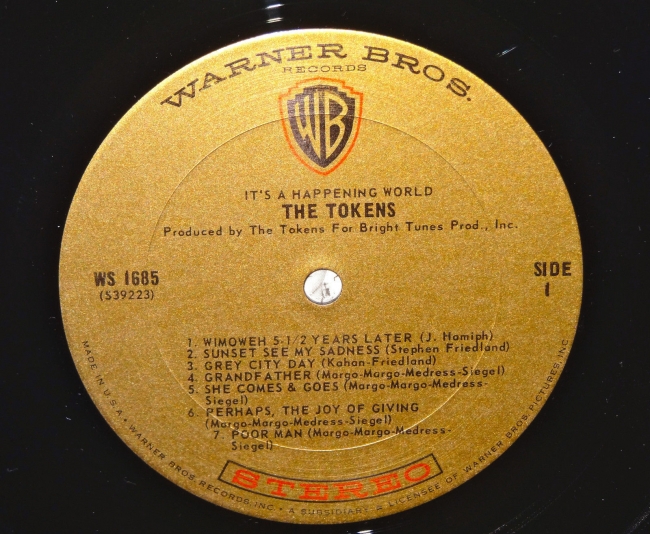 WARNER BROS.
RECORDS
WB
IT'S A HAPPENING WORLD
THE TOKENS
Produced by The Tokens For Bright Tunes Prod., Inc.
WS 1685
(S39223)
SIDE
1
1. WIMOWEH 5-1/2 YEARS LATER (J. Hamiph)
2. SUNSET SEE MY SADNESS (Stephen Friedland)
3. GREY CITY DAY (Kahan-Friedland)
4. GRANDFATHER (Margo-Margo-Medress-Siegel)
5. SHE COMES & GOES (Margo-Margo-Medress-
Siegel)
6. PERHAPS, THE JOY OF GIVING
(Margo-Margo-Medress-Siegel)
7. POOR MAN (Margo-Margo-Medress-
Siegel)
STEREO
MADE IN U.S.A. • WARNER BROS RECORDS INC • A SUBSIDIARY & LICENSEE OF WARNER BROS. PICTURES, INC.